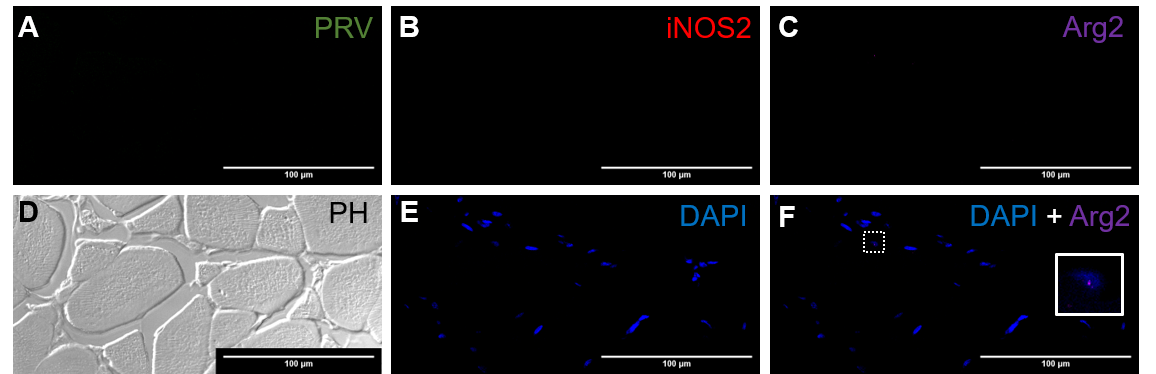 A PRV
100 µm
B iNOS2
100 µm
C Arg2
100 µm
D PH
100 µm
E DAPI
100 µm
F DAPI + Arg2
100 µm